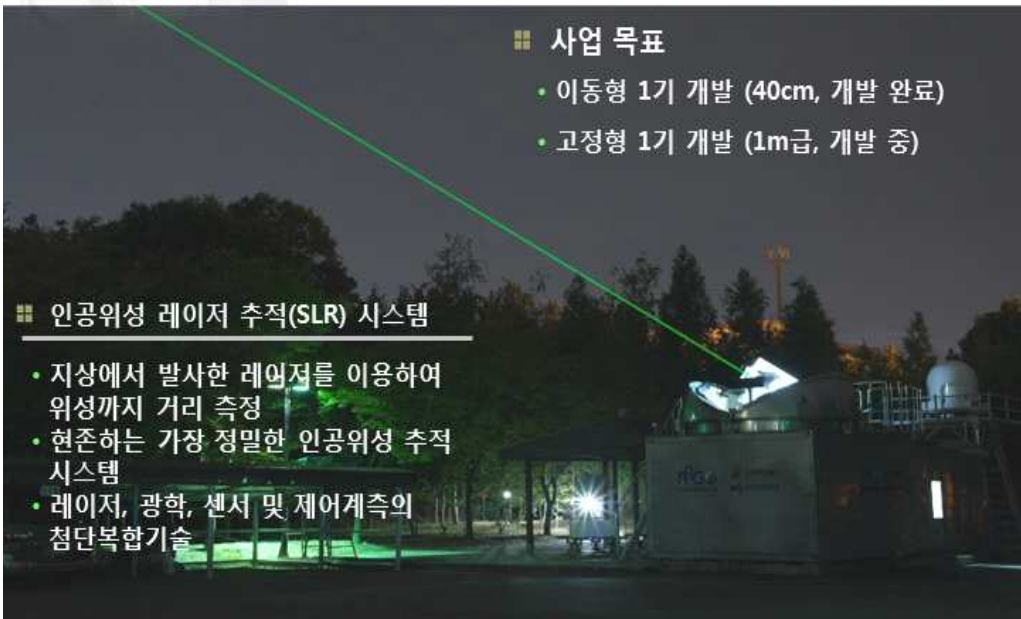 사업 목표
• 이동형 1기 개발 (40cm, 개발 완료)
• 고정형 1기 개발 (1m급, 개발 중)
인공위성 레이저 추적(SLR) 시스템
• 지상에서 발사한 레이저를 이용하여
위성까지 거리 측정
• 현존하는 가장 정밀한 인공위성 추적
시스템
• 레이저, 광학, 센서 및 제어계측의
첨단복합기술